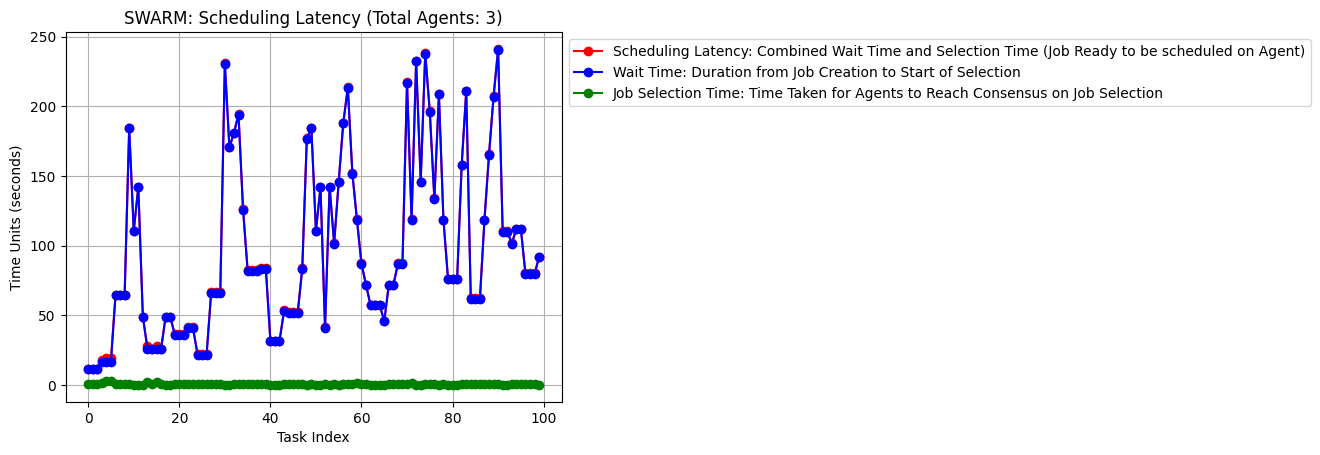 SWARM: Scheduling Latency (Total Agents: 3)
250
200
150
100
50
0
Time Units (seconds)
0 20 40 60 80 100
Task Index
Scheduling Latency: Combined Wait Time and Selection Time (Job Ready to be scheduled on Agent)
Wait Time: Duration from Job Creation to Start of Selection
Job Selection Time: Time Taken for Agents to Reach Consensus on Job Selection